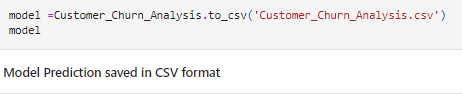 model =Customer_Churn_Analysis.to_csv('Customer_Churn_Analysis.csv')
model
Model Prediction saved in CSV format